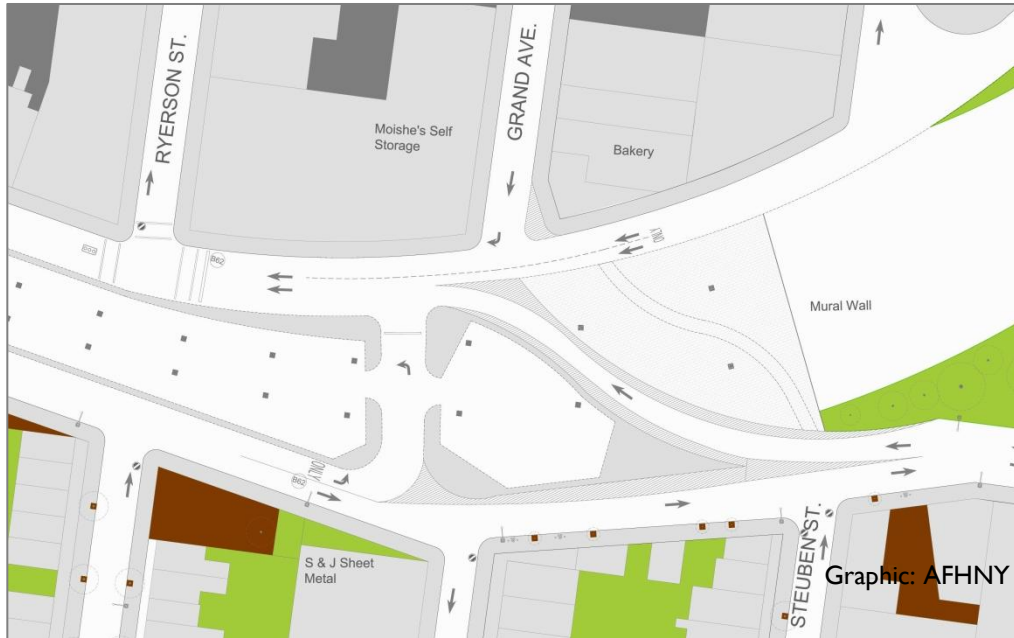 RYERSON ST.
GRAND AVE.
Moishe's Self
Storage
Bakery
ONLY
B62
Mural Wall
ONLY
B62
S & J Sheet
Metal
STEUBEN ST.
Graphic: AFHNY